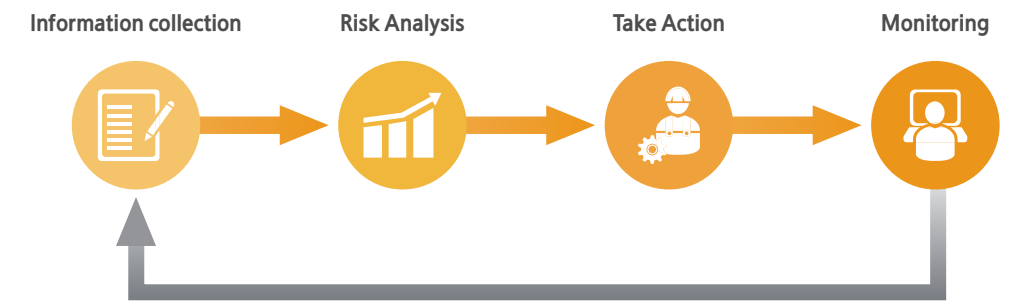 Information collection
Risk Analysis
Take Action
Monitoring